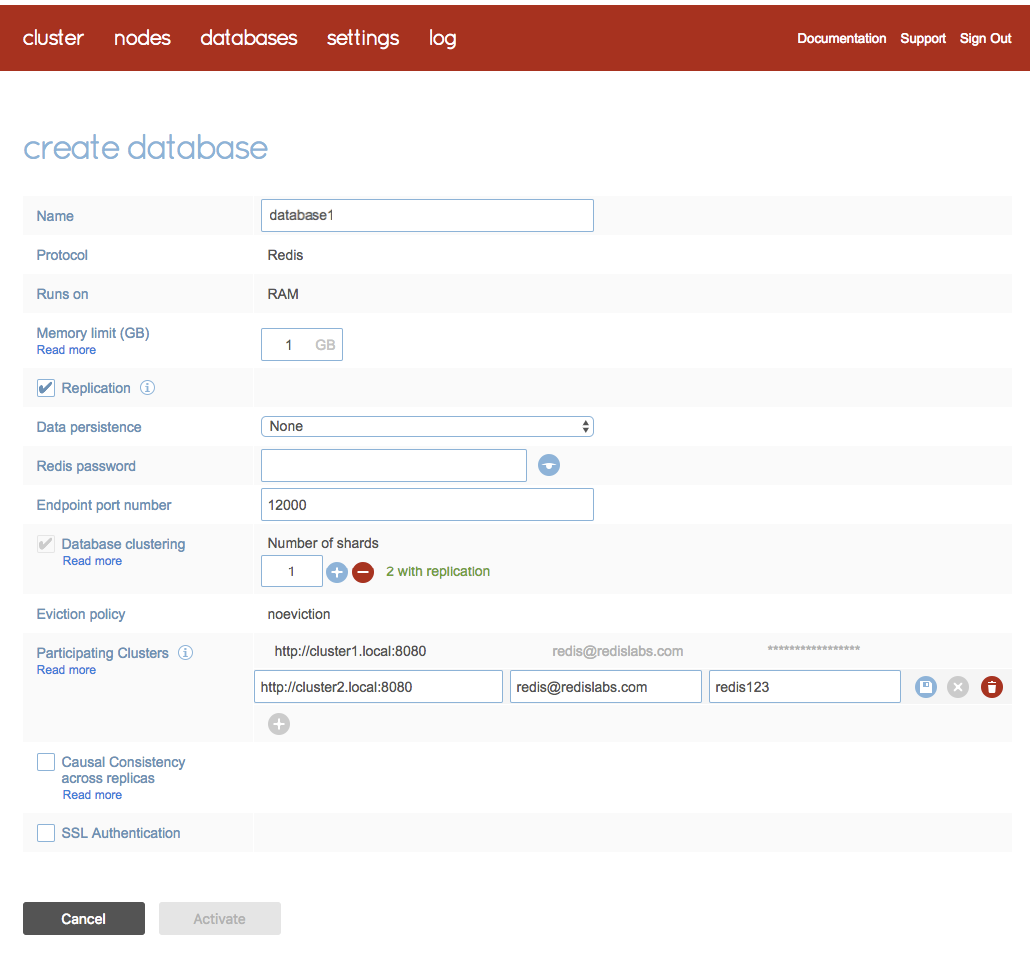 cluster nodes databases settings log Documentation Support Sign Out
create database
Name database1
Protocol Redis
Runs on RAM
Memory limit (GB) 1 GB
Read more
Replication
Data persistence None
Redis password
Endpoint port number 12000
Database clustering Number of shards
Read more
1 2 with replication
Eviction policy noeviction
Participating Clusters http://cluster1.local:8080 redis@redislabs.com *****************
Read more
http://cluster2.local:8080 redis@redislabs.com redis123
Causal Consistency
across replicas
Read more
SSL Authentication
Cancel Activate